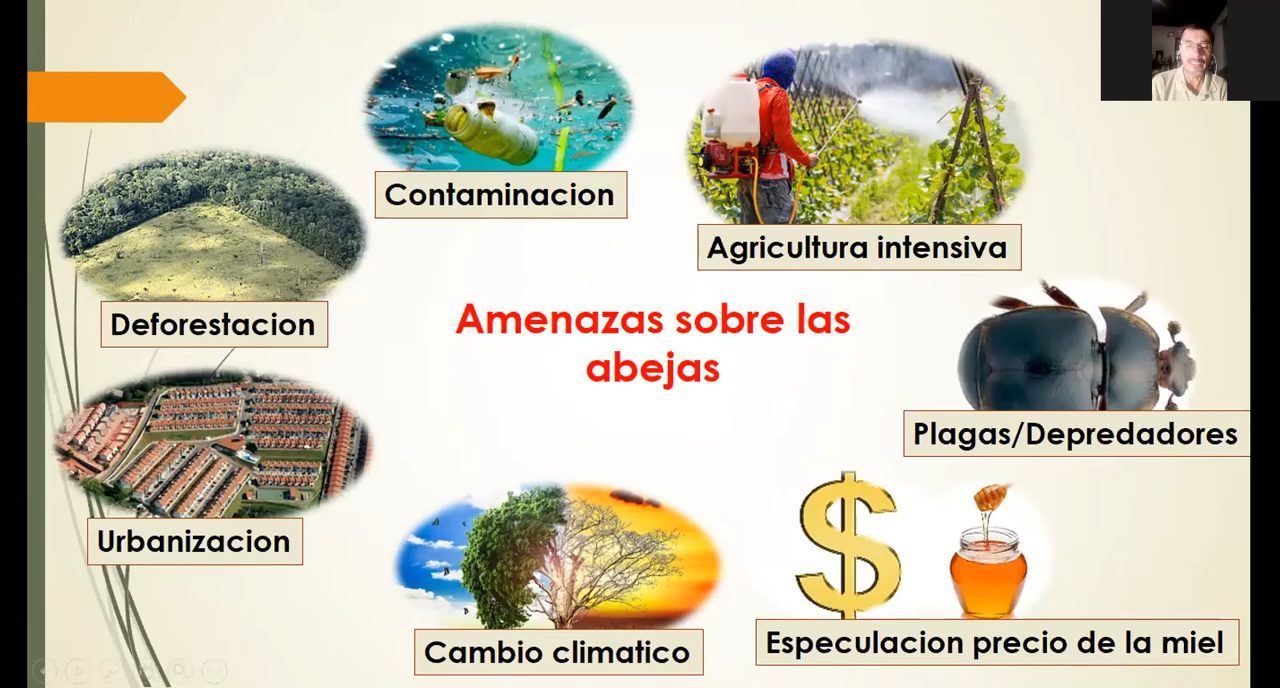 Contaminacion
Agricultura intensiva
Deforestacion
Amenazas sobre las
abejas
Plagas/Depredadores
Urbanizacion
Cambio climatico
Especulacion precio de la miel